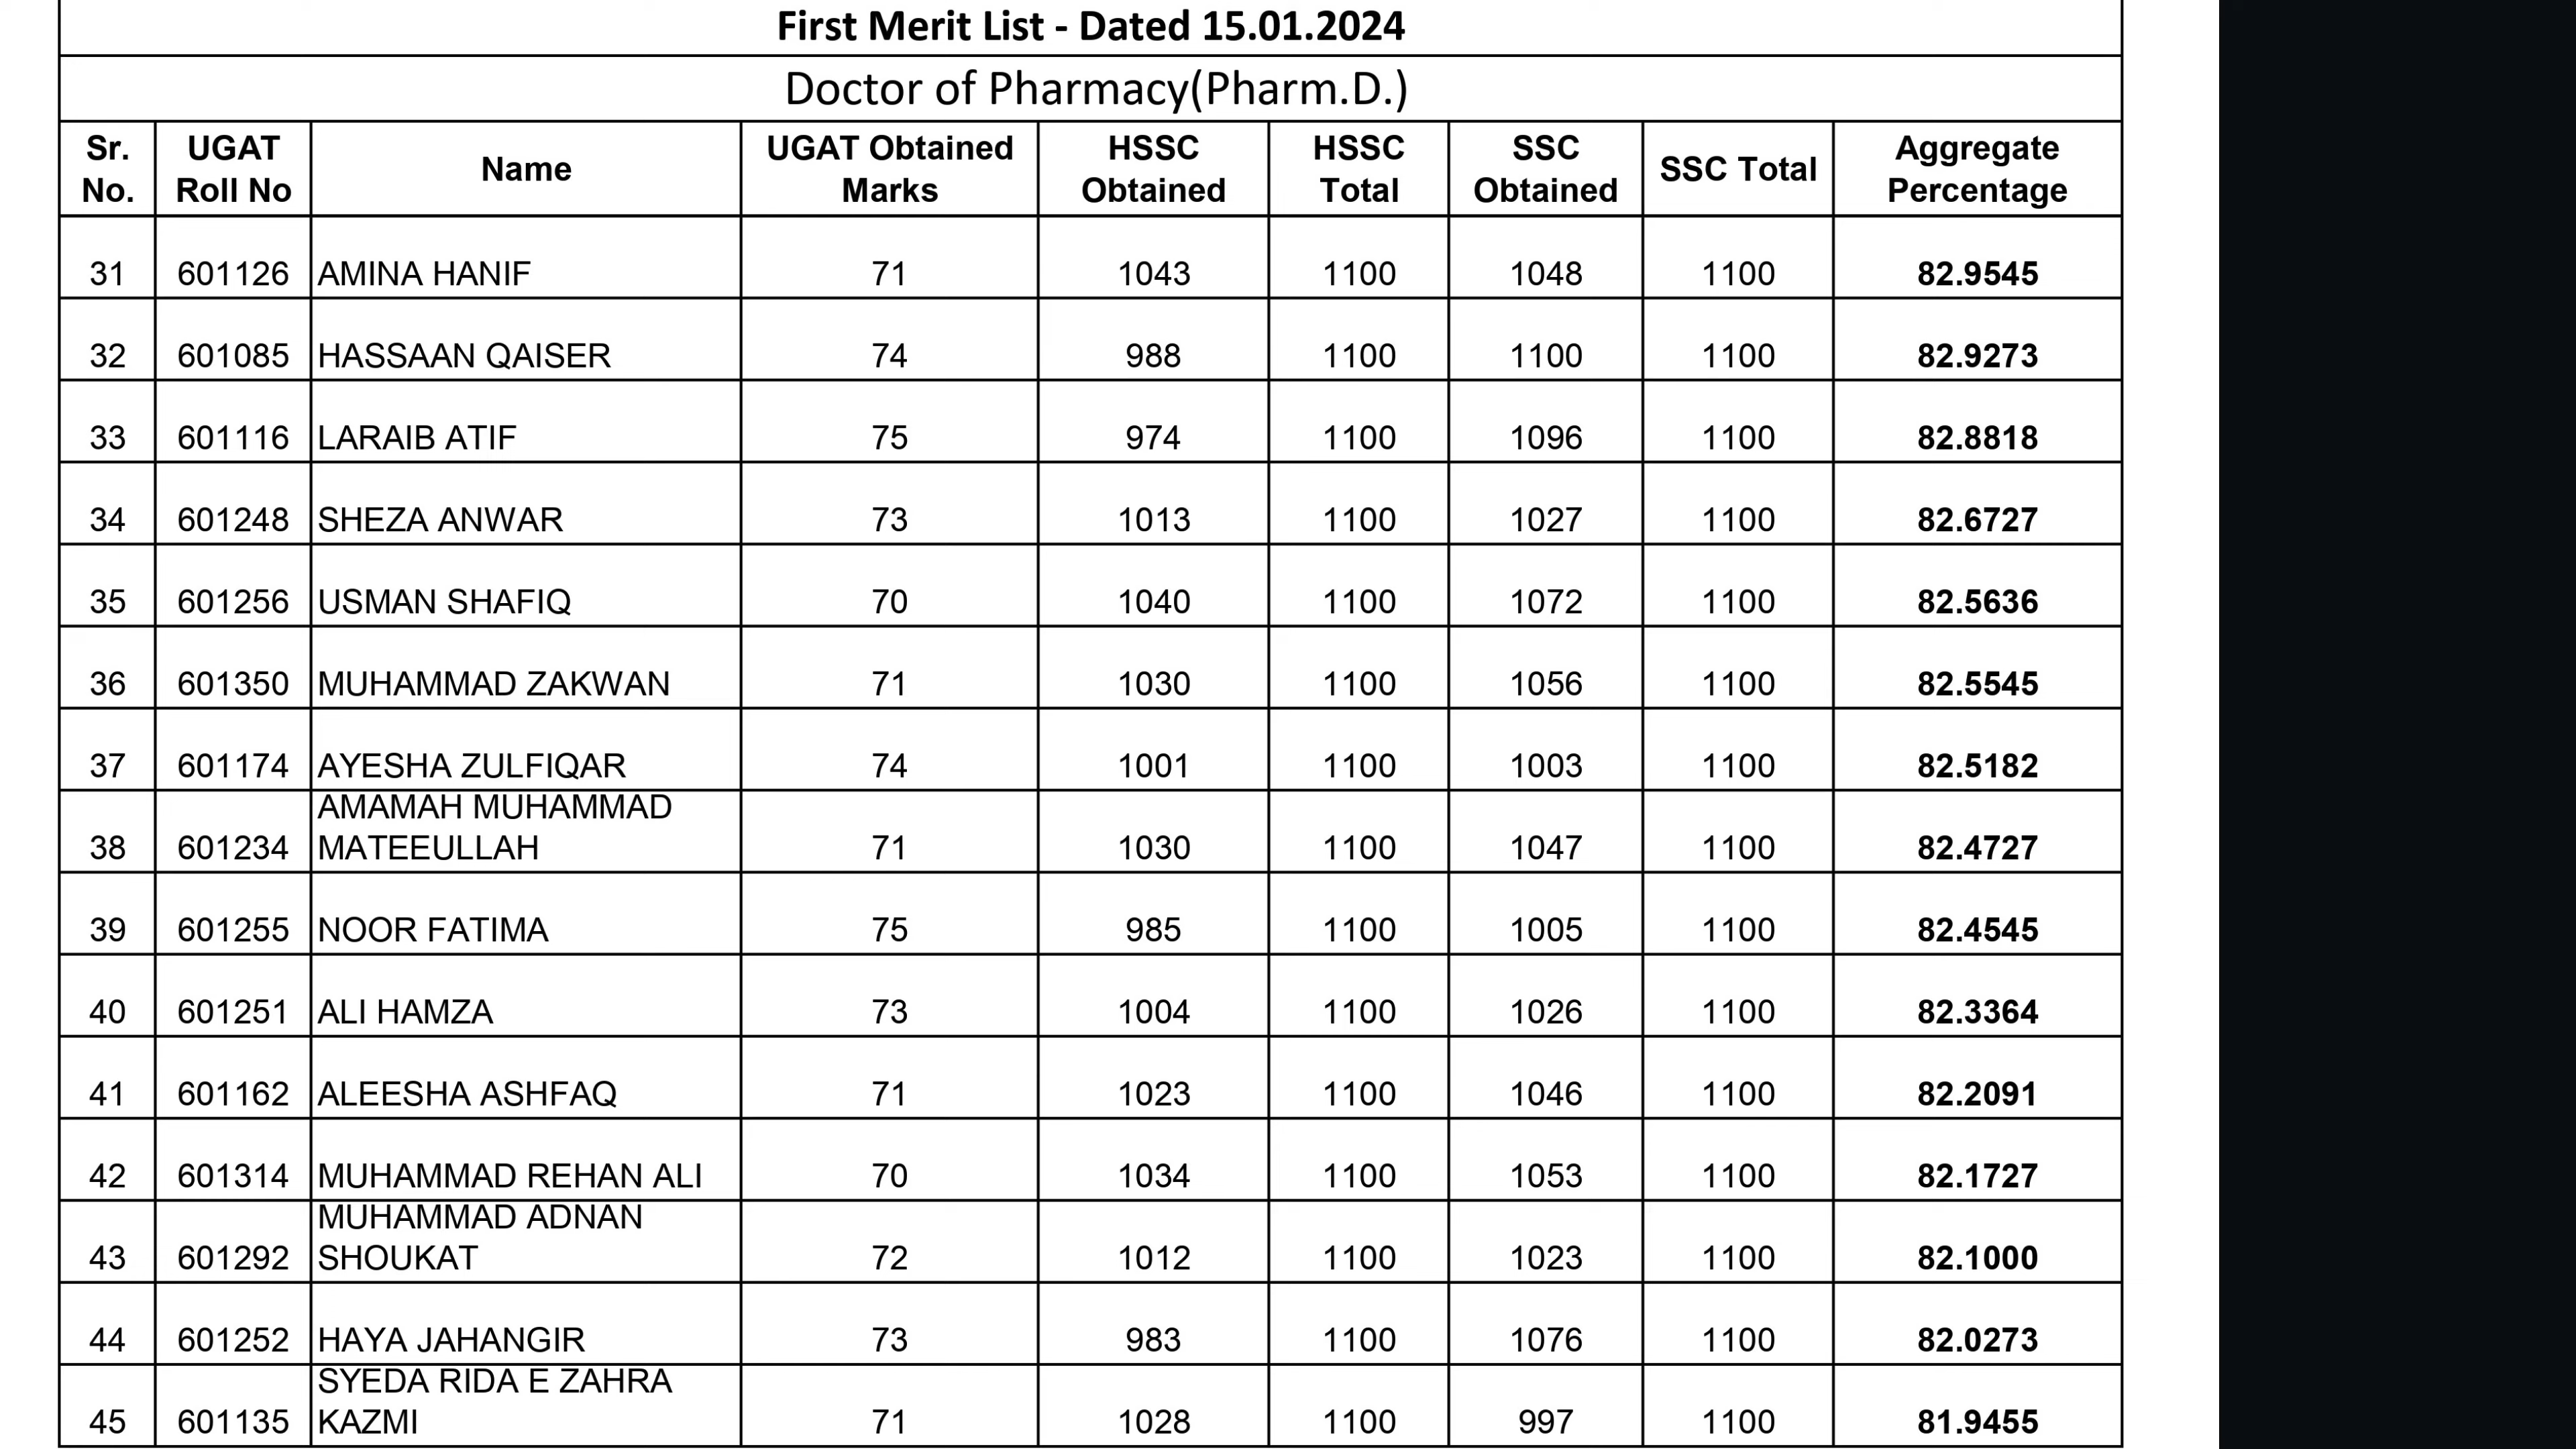 First Merit List - Dated 15.01.2024
Doctor of Pharmacy(Pharm.D.)
Sr. No. UGAT Roll No Name UGAT Obtained Marks HSSC Obtained HSSC Total SSC Obtained SSC Total Aggregate Percentage
31 601126 AMINA HANIF 71 1043 1100 1048 1100 82.9545
32 601085 HASSAAN QAISER 74 988 1100 1100 1100 82.9273
33 601116 LARAIB ATIF 75 974 1100 1096 1100 82.8818
34 601248 SHEZA ANWAR 73 1013 1100 1027 1100 82.6727
35 601256 USMAN SHAFIQ 70 1040 1100 1072 1100 82.5636
36 601350 MUHAMMAD ZAKWAN 71 1030 1100 1056 1100 82.5545
37 601174 AYESHA ZULFIQAR 74 1001 1100 1003 1100 82.5182
38 601234 AMAMAH MUHAMMAD MATEEULLAH 71 1030 1100 1047 1100 82.4727
39 601255 NOOR FATIMA 75 985 1100 1005 1100 82.4545
40 601251 ALI HAMZA 73 1004 1100 1026 1100 82.3364
41 601162 ALEESHA ASHFAQ 71 1023 1100 1046 1100 82.2091
42 601314 MUHAMMAD REHAN ALI 70 1034 1100 1053 1100 82.1727
43 601292 MUHAMMAD ADNAN SHOUKAT 72 1012 1100 1023 1100 82.1000
44 601252 HAYA JAHANGIR 73 983 1100 1076 1100 82.0273
45 601135 SYEDA RIDA E ZAHRA KAZMI 71 1028 1100 997 1100 81.9455